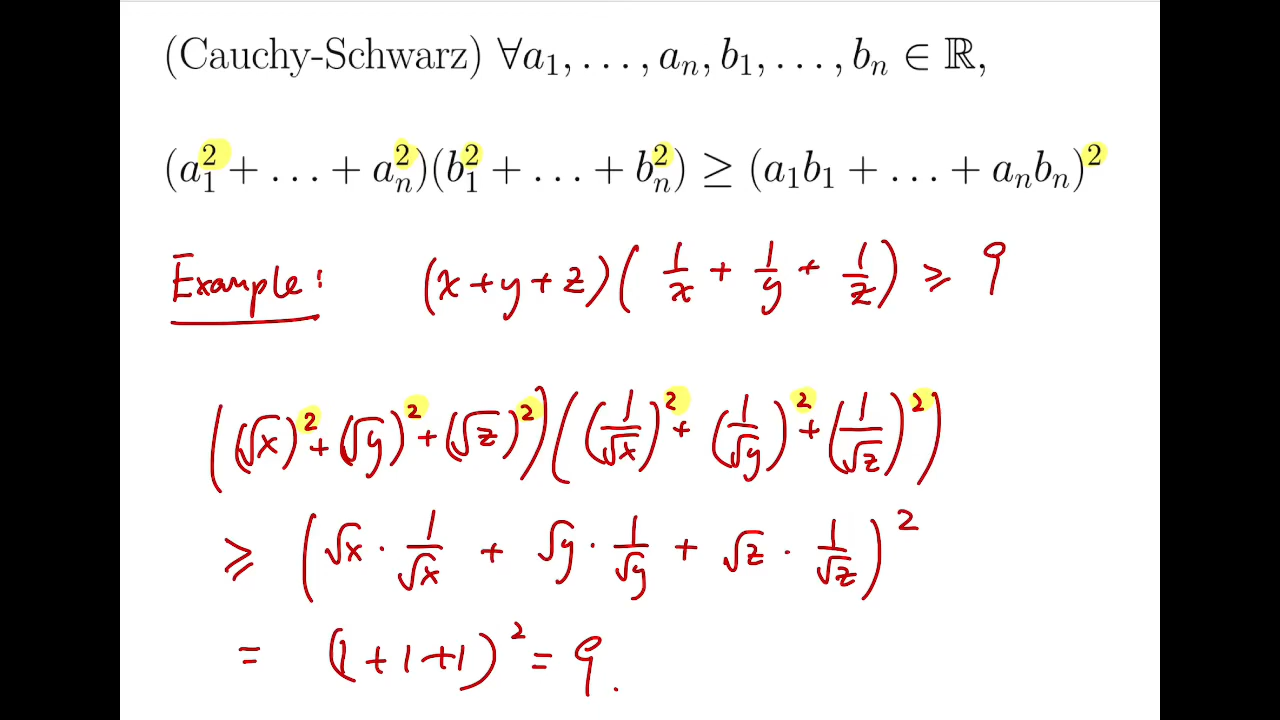 (Cauchy-Schwarz) ∀a₁, . . . , aₙ, b₁, . . . , bₙ ∈ ℝ,
(a₁² + . . . + aₙ²)(b₁² + . . . + bₙ²) ≥ (a₁b₁ + . . . + aₙbₙ)²
Example: (x+y+z)(1/x + 1/y + 1/z) ⩾ 9
((√x)²+(√y)²+(√z)²)((1/√x)²+(1/√y)²+(1/√z)²)
⩾ (√x · 1/√x + √y · 1/√y + √z · 1/√z)²
= (1+1+1)² = 9.